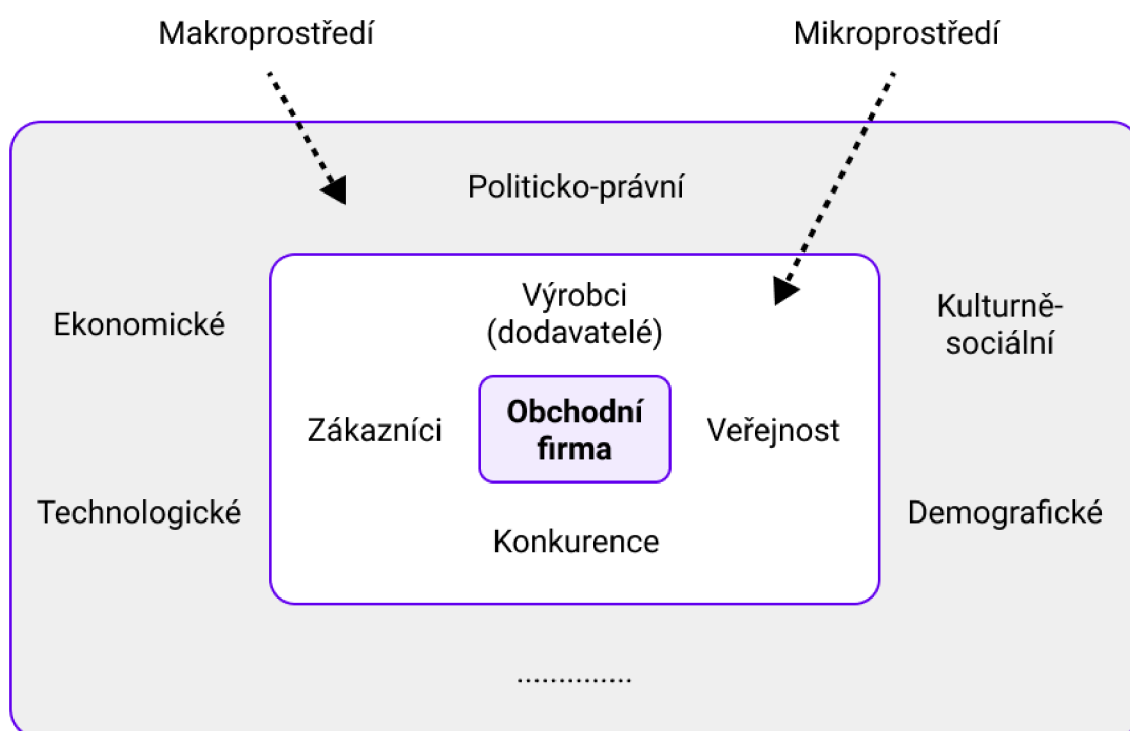 Makroprostředí
Mikroprostředí
Politicko-právní
Ekonomické
Výrobci
(dodavatelé)
Kulturně-
sociální
Zákazníci
Obchodní
firma
Veřejnost
Technologické
Konkurence
Demografické
..............